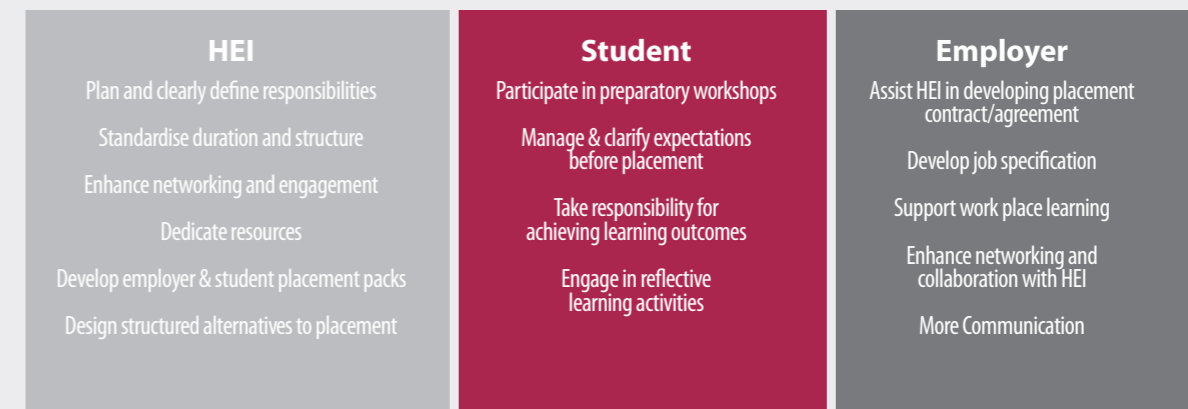 HEI
Plan and clearly define responsibilities
Standardise duration and structure
Enhance networking and engagement
Dedicate resources
Develop employer & student placement packs
Design structured alternatives to placement
Student
Participate in preparatory workshops
Manage & clarify expectations
before placement
Take responsibility for
achieving learning outcomes
Engage in reflective
learning activities
Employer
Assist HEI in developing placement
contract/agreement
Develop job specification
Support work place learning
Enhance networking and
collaboration with HEI
More Communication